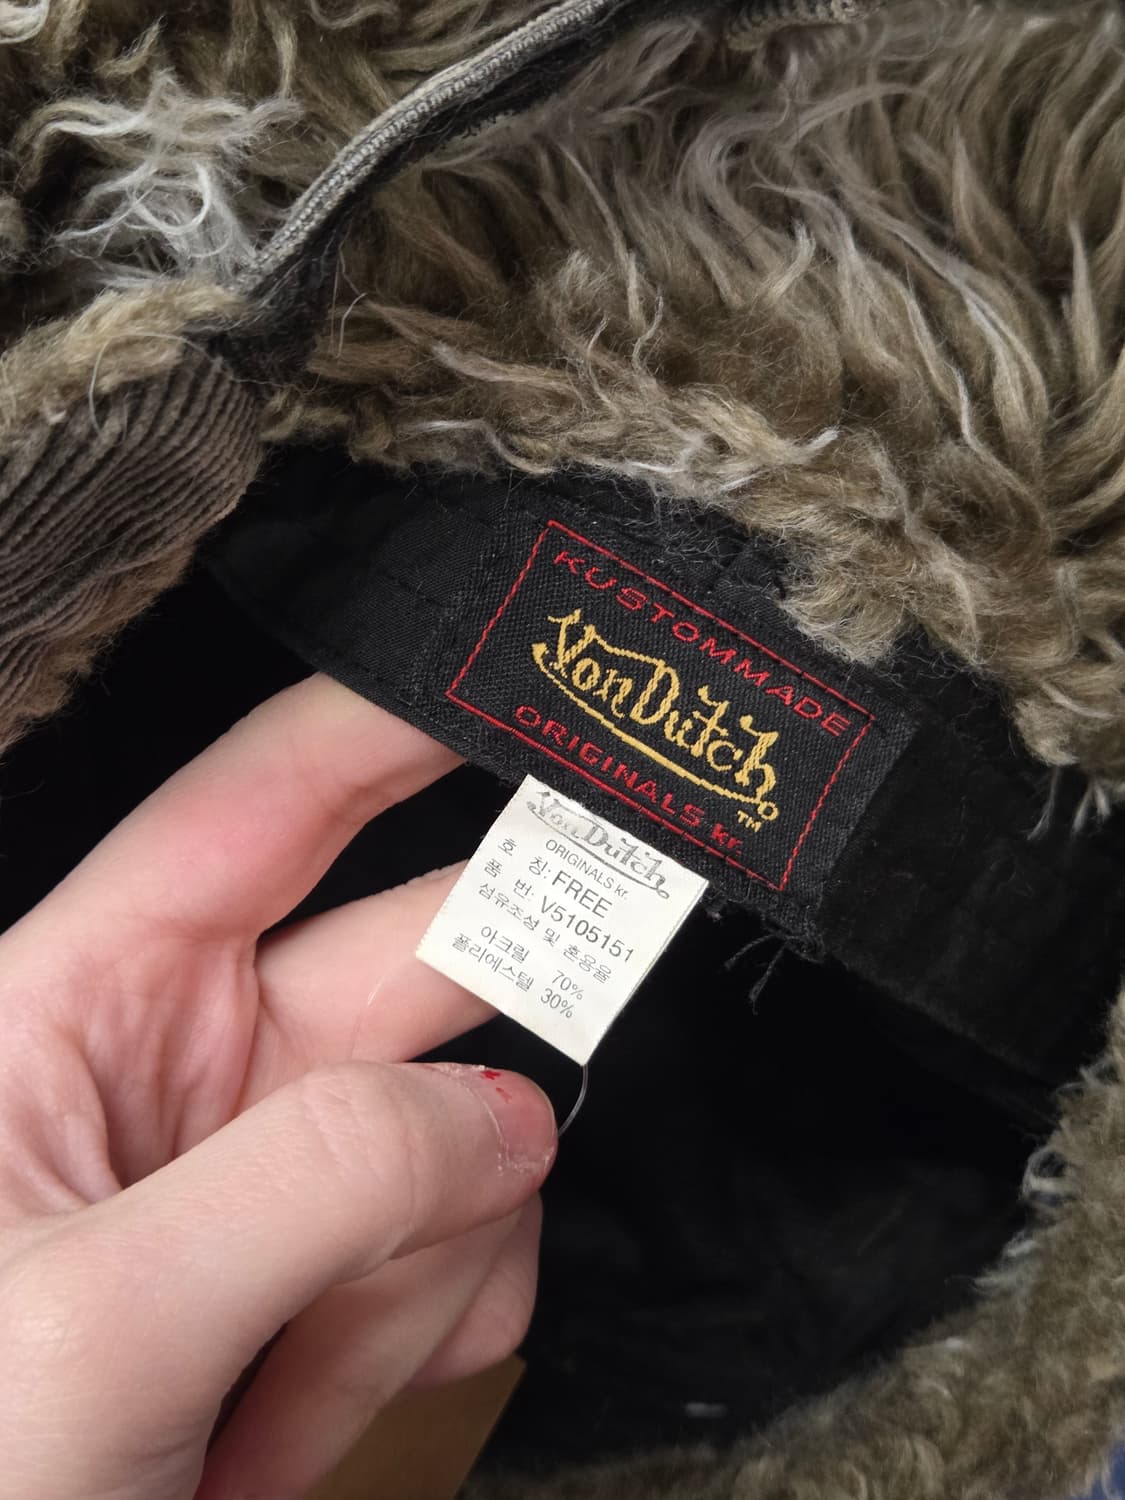 KUSTOMMADE
Von Dutch
TM
ORIGINALS kr.
Von Dutch
ORIGINALS kr.
호 칭: FREE
품 번: V5105151
섬유조성 및 혼용율
아크릴 70%
폴리에스텔 30%